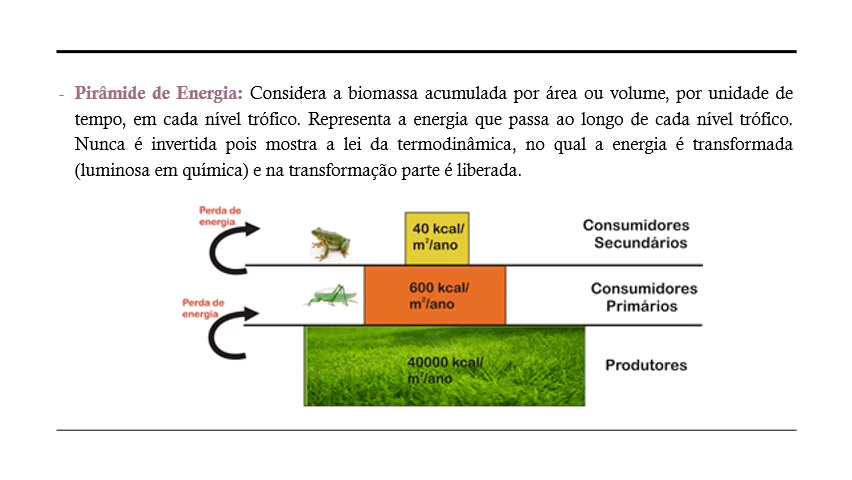 - Pirâmide de Energia: Considera a biomassa acumulada por área ou volume, por unidade de
tempo, em cada nível trófico. Representa a energia que passa ao longo de cada nível trófico.
Nunca é invertida pois mostra a lei da termodinâmica, no qual a energia é transformada
(luminosa em química) e na transformação parte é liberada.
Perda de
energia
40 kcal/
m²/ano
Consumidores
Secundários
Perda de
energia
600 kcal/
m²/ano
Consumidores
Primários
40000 kcal/
m²/ano
Produtores